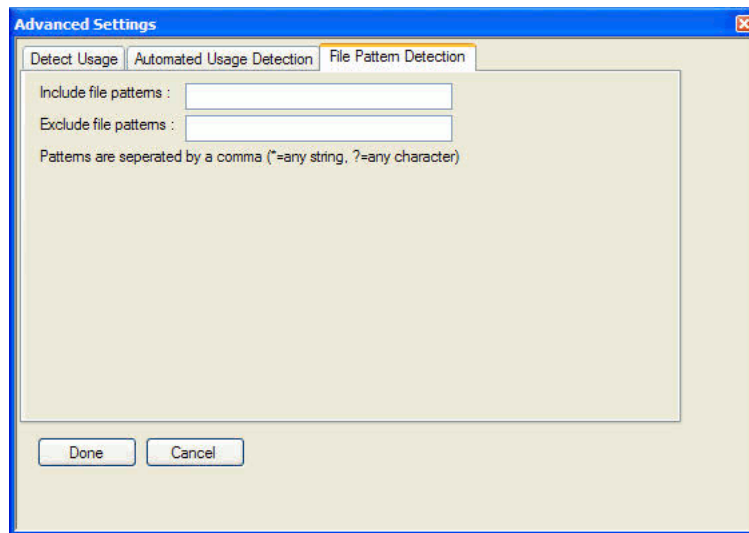 Advanced Settings
Detect Usage Automated Usage Detection File Pattern Detection
Include file patterns :
Exclude file patterns :
Patterns are seperated by a comma (*=any string, ?=any character)
Done Cancel